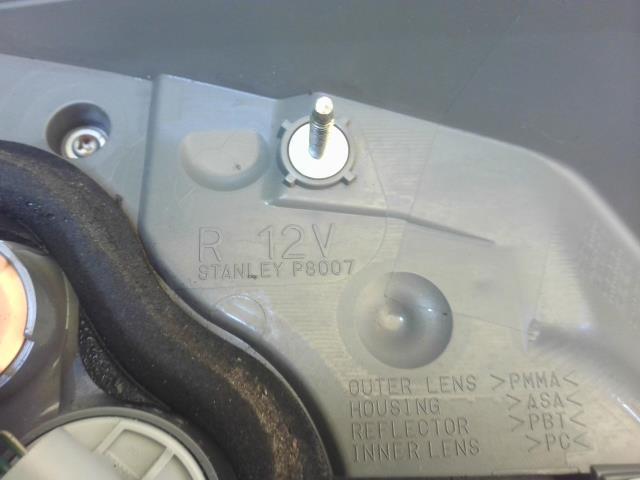 R 12V
STANLEY P8007
OUTER LENS >PMMA<
HOUSING >ASA<
REFLECTOR >PBT<
INNER LENS >PC<